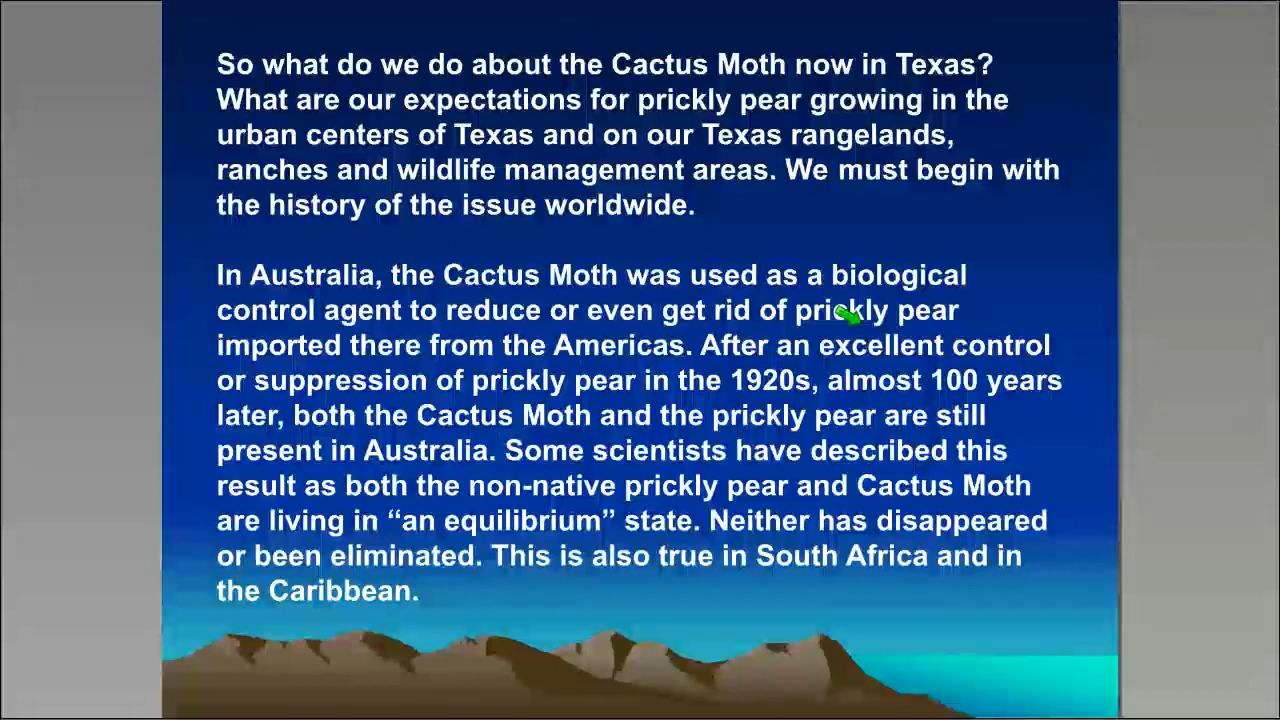 So what do we do about the Cactus Moth now in Texas?
What are our expectations for prickly pear growing in the
urban centers of Texas and on our Texas rangelands,
ranches and wildlife management areas. We must begin with
the history of the issue worldwide.
In Australia, the Cactus Moth was used as a biological
control agent to reduce or even get rid of prickly pear
imported there from the Americas. After an excellent control
or suppression of prickly pear in the 1920s, almost 100 years
later, both the Cactus Moth and the prickly pear are still
present in Australia. Some scientists have described this
result as both the non-native prickly pear and Cactus Moth
are living in “an equilibrium” state. Neither has disappeared
or been eliminated. This is also true in South Africa and in
the Caribbean.